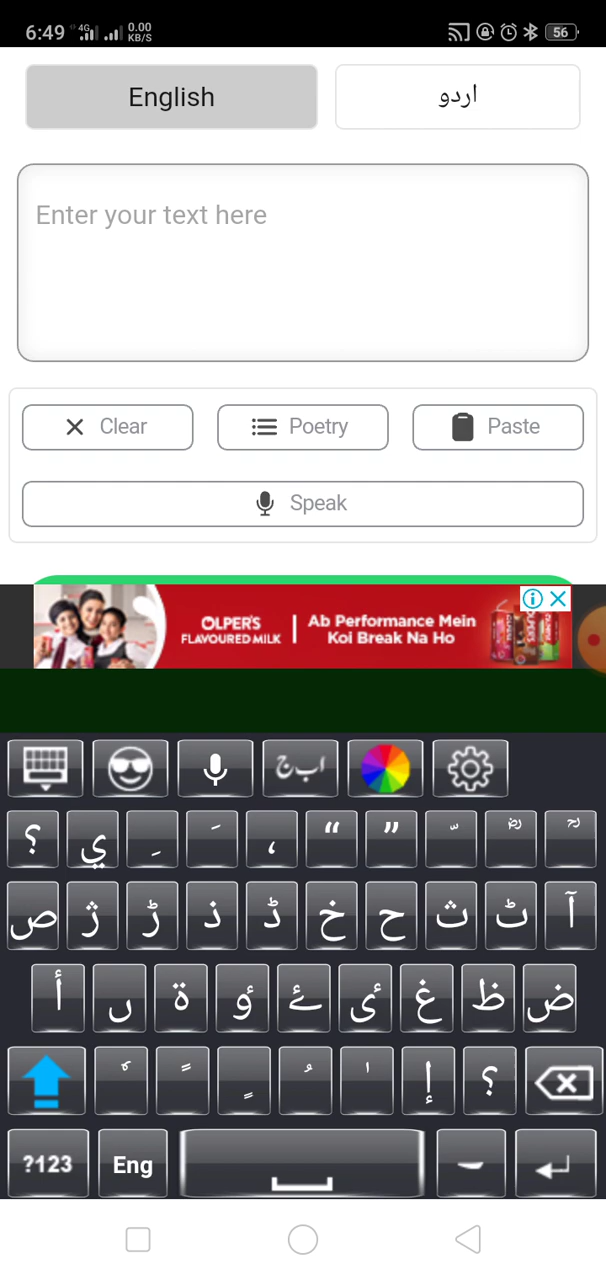 6:49 4G 0.00 KB/S 56
English اردو
Enter your text here
Clear Poetry Paste
Speak
OLPER'S FLAVOURED MILK | Ab Performance Mein Koi Break Na Ho
ا ب ج
؟ ي ِ َ ، “ ” ّ
ص ژ ڑ ذ ڈ خ ح ث ٹ آ
أ ں ة ؤ ۓ ئ غ ظ ض
إ ؟
?123 Eng ۔